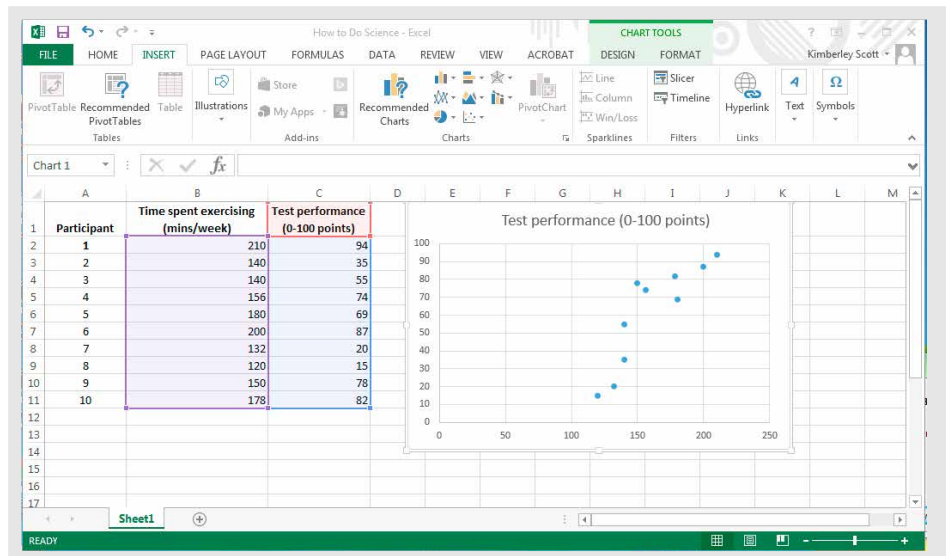 How to Do Science - Excel
CHART TOOLS
?
FILE HOME INSERT PAGE LAYOUT FORMULAS DATA REVIEW VIEW ACROBAT DESIGN FORMAT Kimberley Scott
PivotTable Recommended PivotTables Table
Illustrations
Store
My Apps
Recommended Charts
PivotChart
Line
Column
Win/Loss
Slicer
Timeline
Hyperlink
Text
Symbols
Tables Add-ins Charts Sparklines Filters Links
Chart 1 fx
A B C D E F G H I J K L M
1 Participant Time spent exercising (mins/week) Test performance (0-100 points)
2 1 210 94
3 2 140 35
4 3 140 55
5 4 156 74
6 5 180 69
7 6 200 87
8 7 132 20
9 8 120 15
10 9 150 78
11 10 178 82
12
13
14
15
16
17
Test performance (0-100 points)
100
90
80
70
60
50
40
30
20
10
0
0 50 100 150 200 250
Sheet1
READY